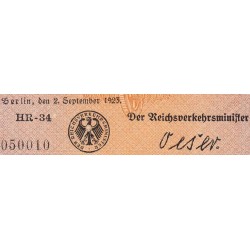 Berlin, den 2. September 1923.
HR-34
Der Reichsverkehrsminister
050010
Oeser.